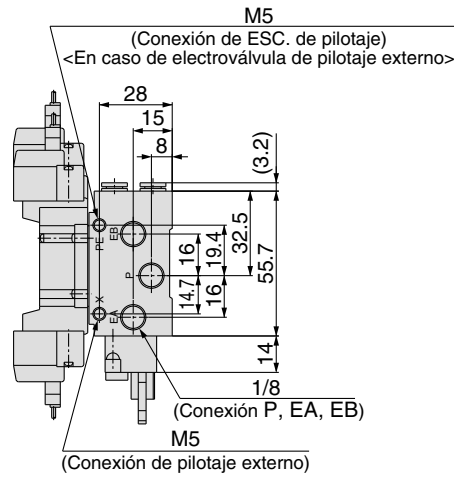 M5
(Conexión de ESC. de pilotaje)
<En caso de electroválvula de pilotaje externo>
28
15
8
(3.2)
PE
EB
P
X
EA
16
19.4
32.5
55.7
14.7
16
14
1/8
(Conexión P, EA, EB)
M5
(Conexión de pilotaje externo)